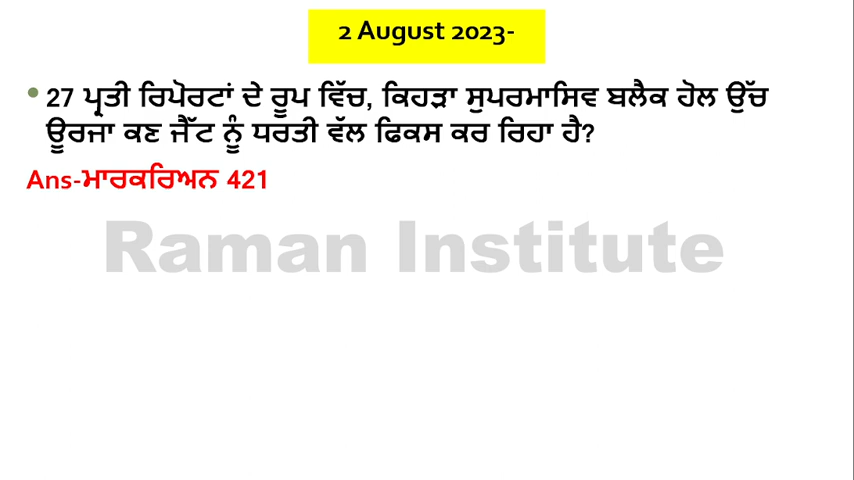 2 August 2023-
• 27 ਪ੍ਰਤੀ ਰਿਪੋਰਟਾਂ ਦੇ ਰੂਪ ਵਿੱਚ, ਕਿਹੜਾ ਸੁਪਰਮਾਸਿਵ ਬਲੈਕ ਹੋਲ ਉੱਚ
ਊਰਜਾ ਕਣ ਜੈੱਟ ਨੂੰ ਧਰਤੀ ਵੱਲ ਫਿਕਸ ਕਰ ਰਿਹਾ ਹੈ?
Ans-ਮਾਰਕਰਿਅਨ 421
Raman Institute